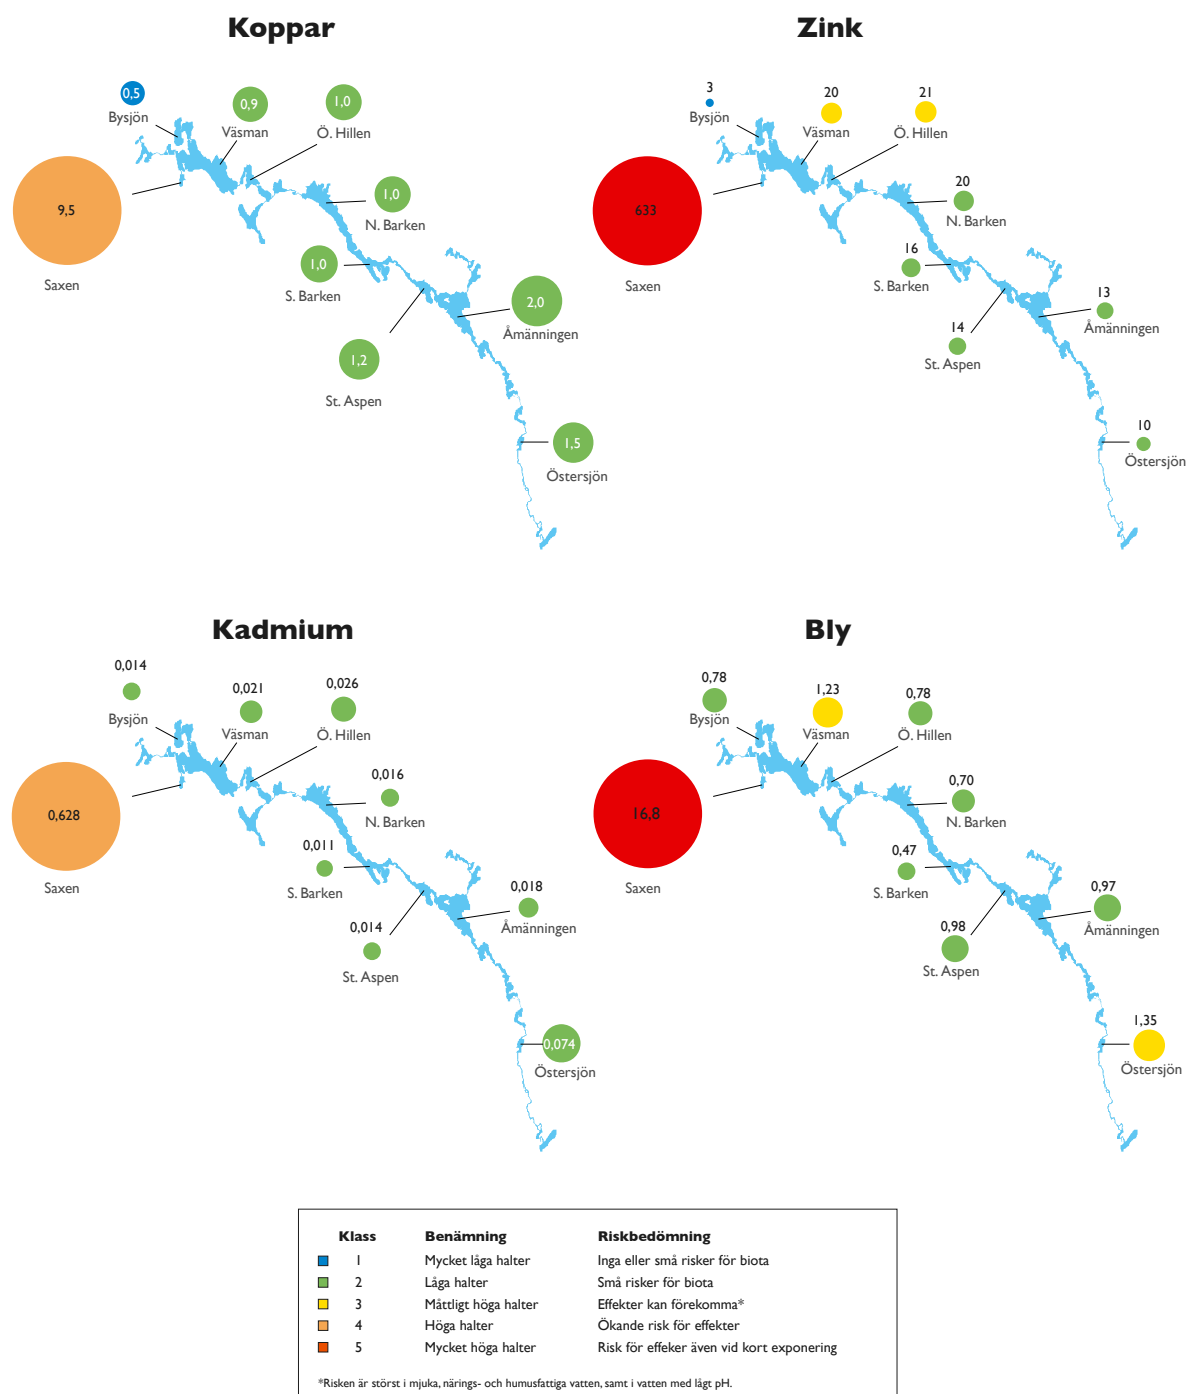 Koppar
0,5
Bysjön
0,9
Väsman
1,0
Ö. Hillen
9,5
Saxen
1,0
N. Barken
1,0
S. Barken
2,0
Åmänningen
1,2
St. Aspen
1,5
Östersjön
Zink
3
Bysjön
20
Väsman
21
Ö. Hillen
633
Saxen
20
N. Barken
16
S. Barken
13
Åmänningen
14
St. Aspen
10
Östersjön
Kadmium
0,014
Bysjön
0,021
Väsman
0,026
Ö. Hillen
0,628
Saxen
0,016
N. Barken
0,011
S. Barken
0,018
Åmänningen
0,014
St. Aspen
0,074
Östersjön
Bly
0,78
Bysjön
1,23
Väsman
0,78
Ö. Hillen
16,8
Saxen
0,70
N. Barken
0,47
S. Barken
0,97
Åmänningen
0,98
St. Aspen
1,35
Östersjön
Klass Benämning Riskbedömning
1 Mycket låga halter Inga eller små risker för biota
2 Låga halter Små risker för biota
3 Måttligt höga halter Effekter kan förekomma*
4 Höga halter Ökande risk för effekter
5 Mycket höga halter Risk för effeker även vid kort exponering
*Risken är störst i mjuka, närings- och humusfattiga vatten, samt i vatten med lågt pH.